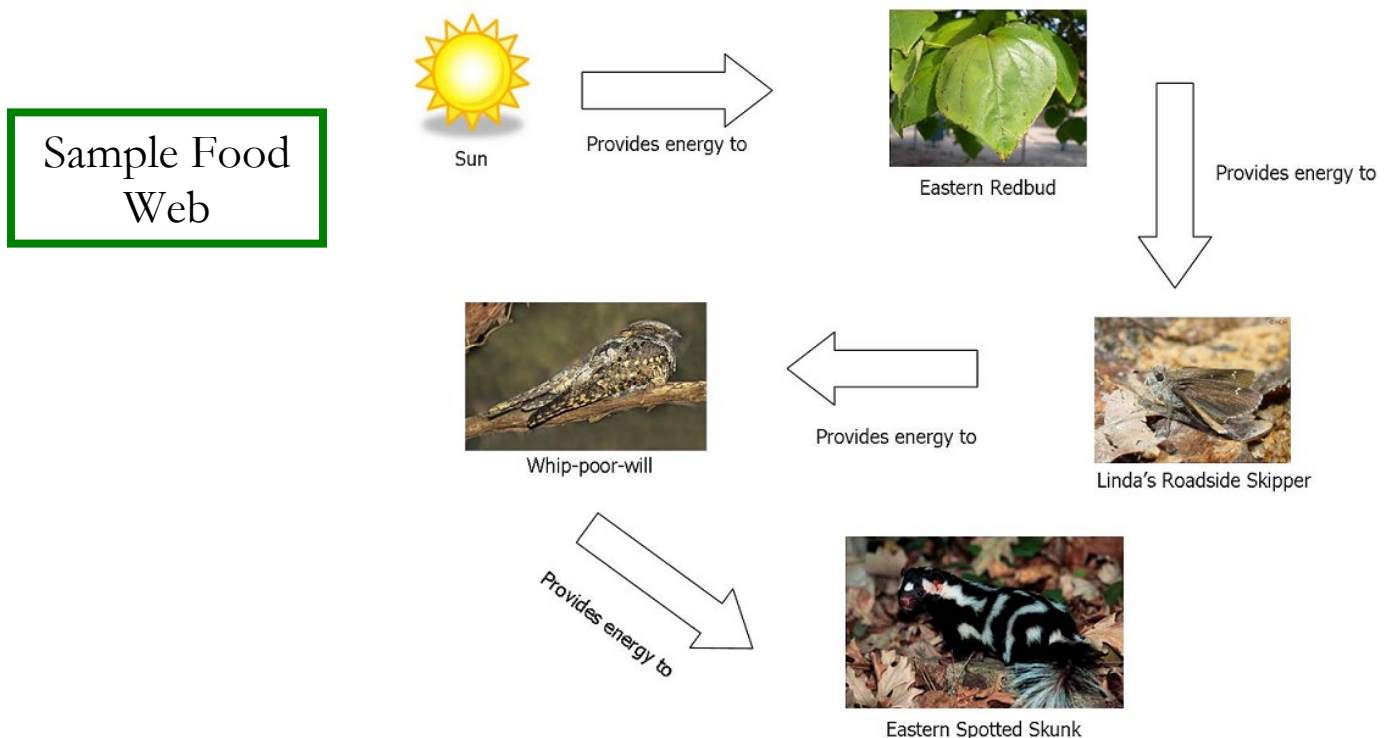 Sample Food
Web
Sun
Provides energy to
Eastern Redbud
Provides energy to
Linda's Roadside Skipper
Provides energy to
Whip-poor-will
Provides energy to
Eastern Spotted Skunk